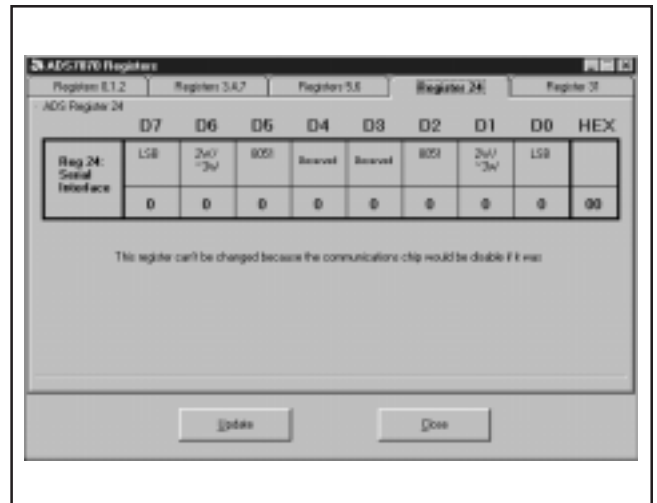 ADS7870 Registers
Registers 0,1,2 Registers 3,4,7 Registers 5,6 Register 24 Register 31
ADS Register 24
D7 D6 D5 D4 D3 D2 D1 D0 HEX
Reg 24: Serial Interface
LSB 2W/ *3W 8051 Reserved Reserved 8051 2W/ *3W LSB
0 0 0 0 0 0 0 0 00
This register can't be changed because the communications chip would be disable if it was
Update Close